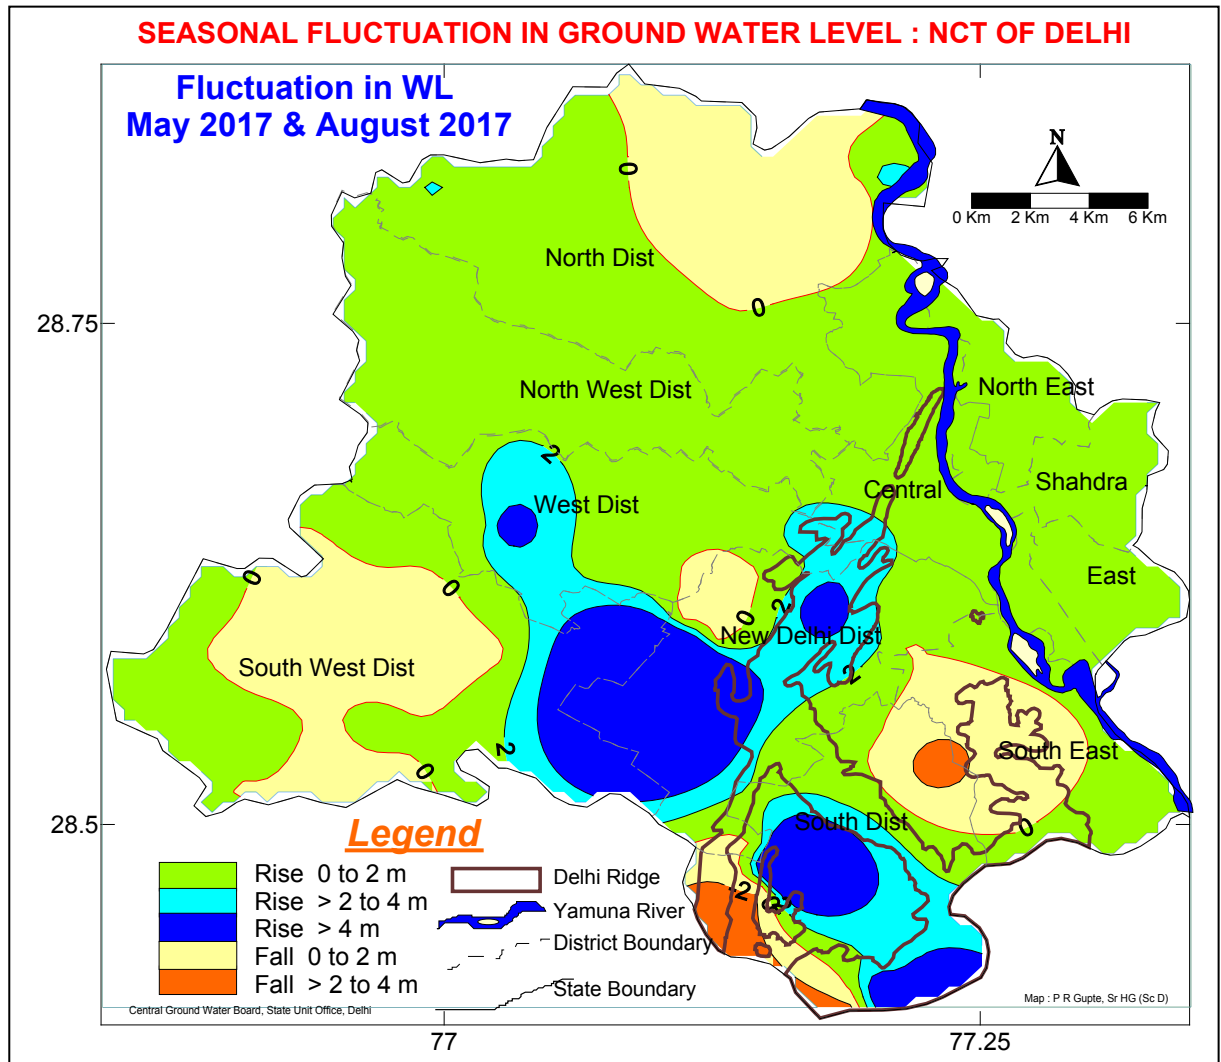 SEASONAL FLUCTUATION IN GROUND WATER LEVEL : NCT OF DELHI
Fluctuation in WL
May 2017 & August 2017
N
0 Km 2 Km 4 Km 6 Km
0
North Dist
0
28.75
North West Dist
North East
2
West Dist
Central
Shahdra
East
0
0
2
0
New Delhi Dist
South West Dist
2
2
South East
0
28.5
South Dist
0
Legend
-2
2
Rise 0 to 2 m
Rise > 2 to 4 m
Rise > 4 m
Fall 0 to 2 m
Fall > 2 to 4 m
Delhi Ridge
Yamuna River
District Boundary
State Boundary
Central Ground Water Board, State Unit Office, Delhi
Map : P R Gupte, Sr HG (Sc D)
77
77.25